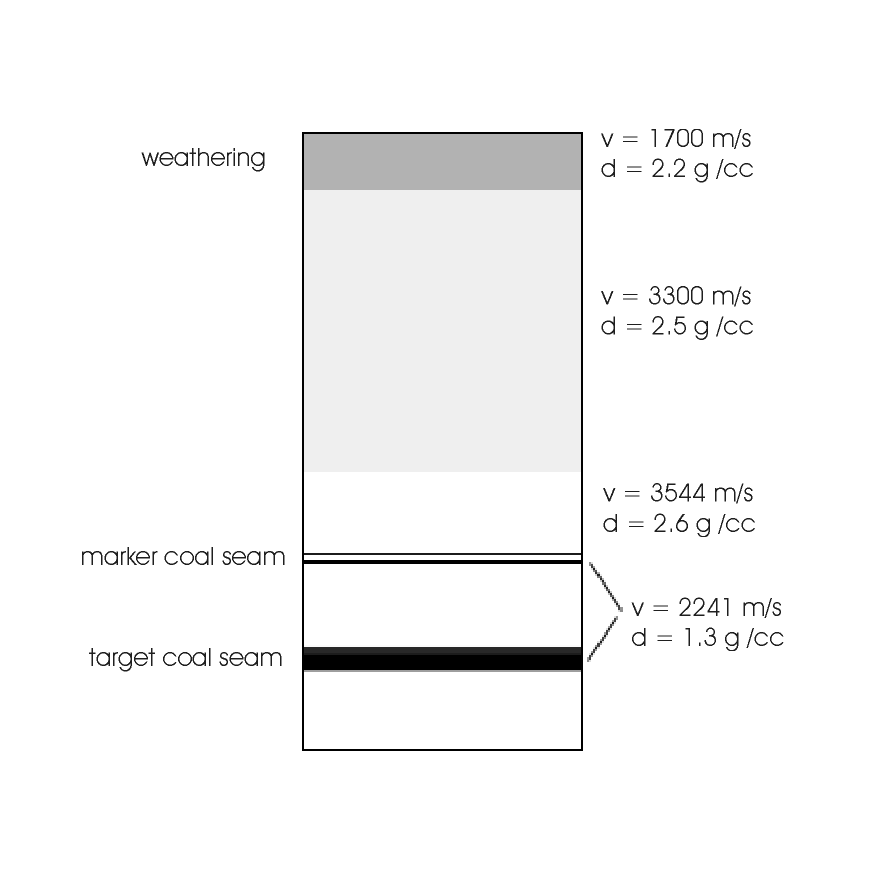 weathering
v = 1700 m/s
d = 2.2 g /cc
v = 3300 m/s
d = 2.5 g /cc
v = 3544 m/s
d = 2.6 g /cc
marker coal seam
v = 2241 m/s
d = 1.3 g /cc
target coal seam